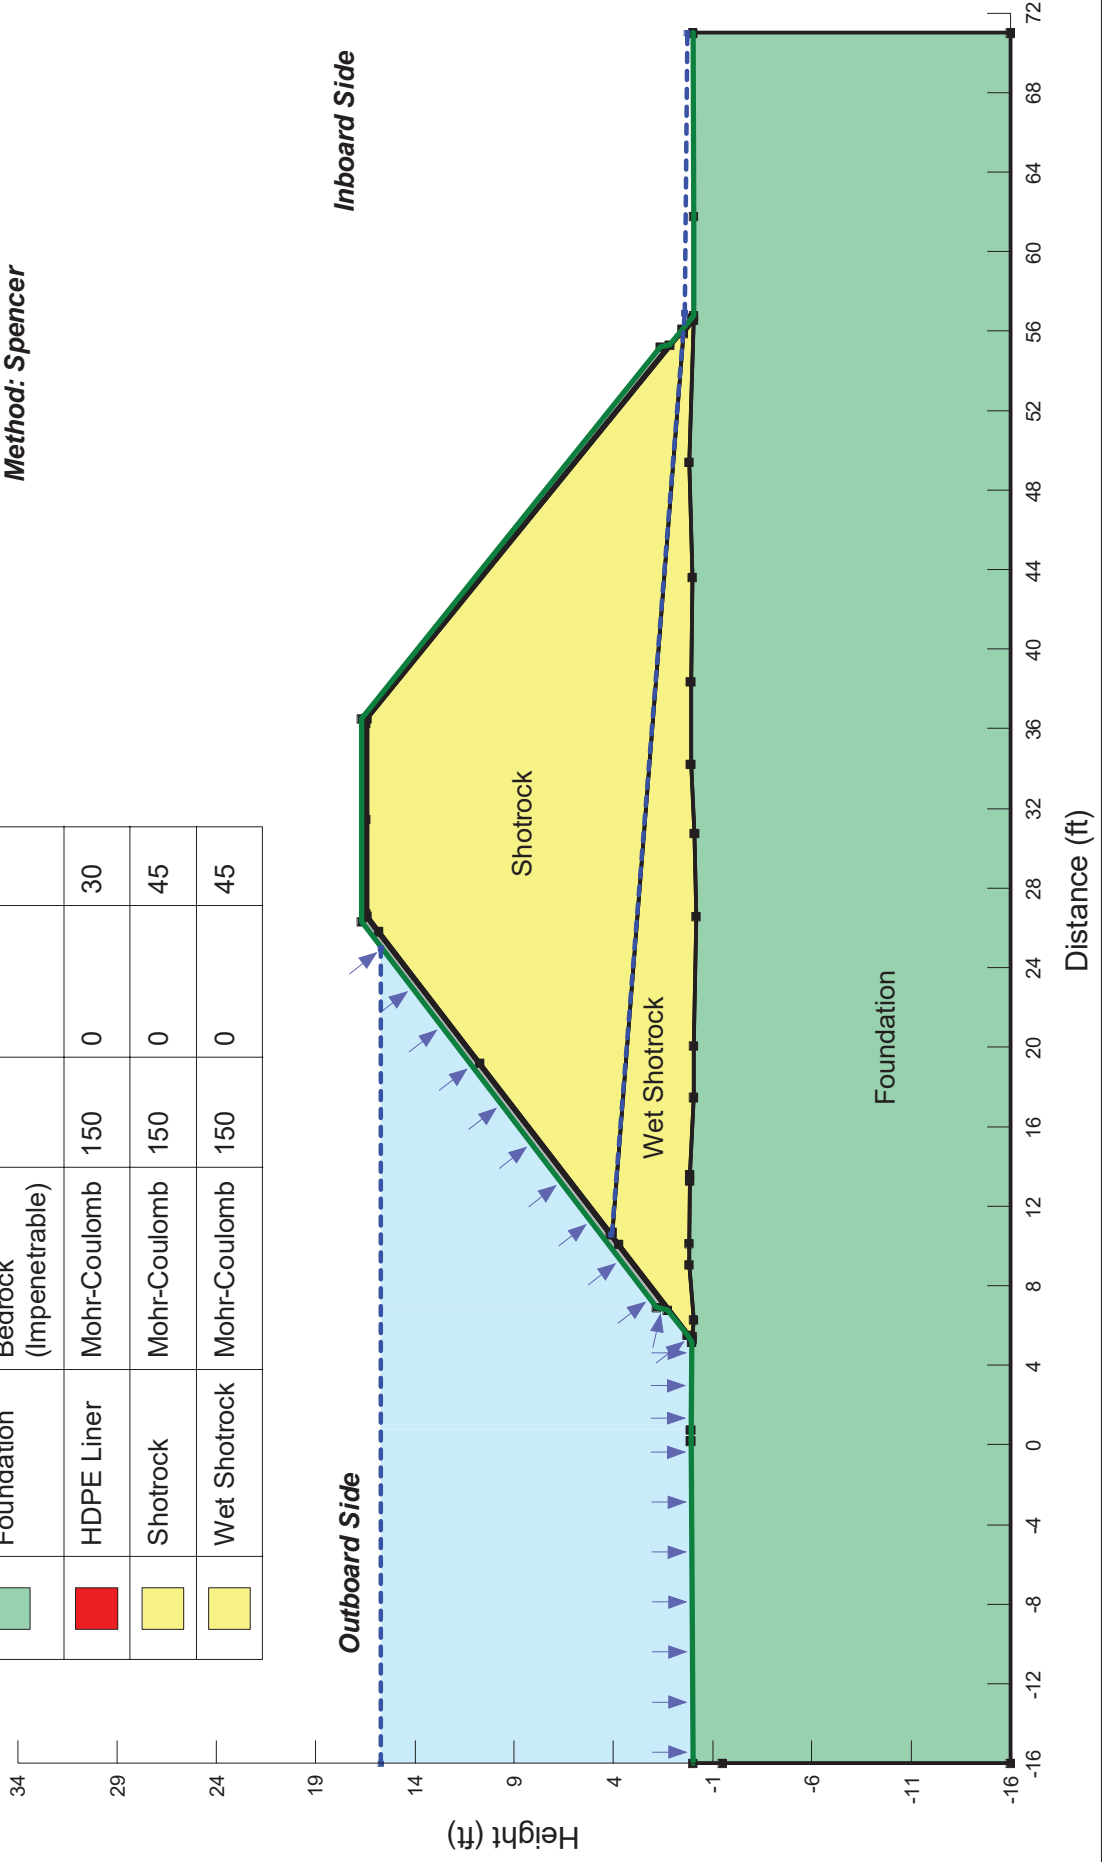 Method: Spencer
Foundation
Bedrock
(Impenetrable)
HDPE Liner Mohr-Coulomb 150 0 30
Shotrock Mohr-Coulomb 150 0 45
Wet Shotrock Mohr-Coulomb 150 0 45
Outboard Side
Inboard Side
Shotrock
Wet Shotrock
Foundation
Height (ft)
34
29
24
19
14
9
4
-1
-6
-11
-16
-16 -12 -8 -4 0 4 8 12 16 20 24 28 32 36 40 44 48 52 56 60 64 68 72
Distance (ft)